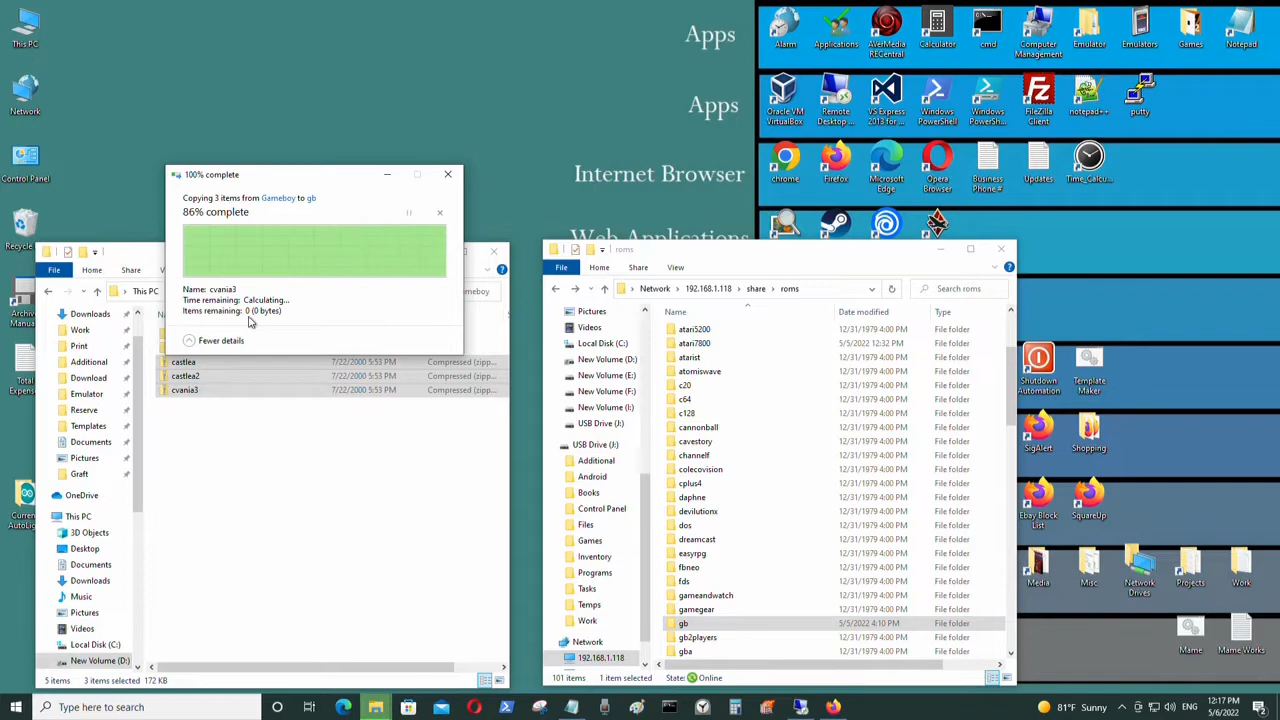 This PC
Network
Control Panel
Recycle
Apps
Apps
Internet Browser
Web Applications
Alarm
Applications
AVerMedia
RECentral
Calculator
cmd
Computer
Management
Emulator
Emulators
Games
Notepad
Oracle VM
VirtualBox
Remote
Desktop ...
VS Express
2013 for ...
Windows
PowerShell
Windows
PowerSh...
FileZilla
Client
notepad++
putty
chrome
Firefox
Microsoft
Edge
Opera
Browser
Business
Phone #
Updates
Time_Calcu...
Shutdown
Automation
Template
Maker
SigAlert
Shopping
Ebay Block
List
SquareUp
Media
Misc
Network
Drives
Projects
Work
Mame
Mame Works
100% complete
Copying 3 items from Gameboy to gb
86% complete
Name: cvania3
Time remaining: Calculating...
Items remaining: 0 (0 bytes)
Fewer details
File
Home
Share
This PC
Downloads
Work
Print
Additional
Download
Emulator
Reserve
Templates
Documents
Pictures
Graft
OneDrive
This PC
3D Objects
Desktop
Documents
Downloads
Music
Pictures
Videos
Local Disk (C:)
New Volume (D:)
castlea 7/22/2000 5:53 PM Compressed (zipp...
castlea2 7/22/2000 5:53 PM Compressed (zipp...
cvania3 7/22/2000 5:53 PM Compressed (zipp...
5 items 3 items selected 172 KB
roms
File Home Share View
Network 192.168.1.118 share roms
Search roms
Pictures
Videos
Local Disk (C:)
New Volume (D:)
New Volume (E:)
New Volume (F:)
New Volume (I:)
USB Drive (J:)
USB Drive (J:)
Additional
Android
Books
Control Panel
Files
Games
Inventory
Programs
Tasks
Temps
Work
Network
192.168.1.118
Name Date modified Type
atari5200 12/31/1979 4:00 PM File folder
atari7800 5/5/2022 12:32 PM File folder
atarist 12/31/1979 4:00 PM File folder
atomiswave 12/31/1979 4:00 PM File folder
c20 12/31/1979 4:00 PM File folder
c64 12/31/1979 4:00 PM File folder
c128 12/31/1979 4:00 PM File folder
cannonball 12/31/1979 4:00 PM File folder
cavestory 12/31/1979 4:00 PM File folder
channelf 12/31/1979 4:00 PM File folder
colecovision 12/31/1979 4:00 PM File folder
cplus4 12/31/1979 4:00 PM File folder
daphne 12/31/1979 4:00 PM File folder
devilutionx 12/31/1979 4:00 PM File folder
dos 12/31/1979 4:00 PM File folder
dreamcast 12/31/1979 4:00 PM File folder
easyrpg 12/31/1979 4:00 PM File folder
fbneo 12/31/1979 4:00 PM File folder
fds 12/31/1979 4:00 PM File folder
gameandwatch 12/31/1979 4:00 PM File folder
gamegear 12/31/1979 4:00 PM File folder
gb 5/5/2022 4:10 PM File folder
gb2players 12/31/1979 4:00 PM File folder
gba 12/31/1979 4:00 PM File folder
101 items 1 item selected State: Online
Type here to search
81°F Sunny
ENG
12:17 PM
5/6/2022